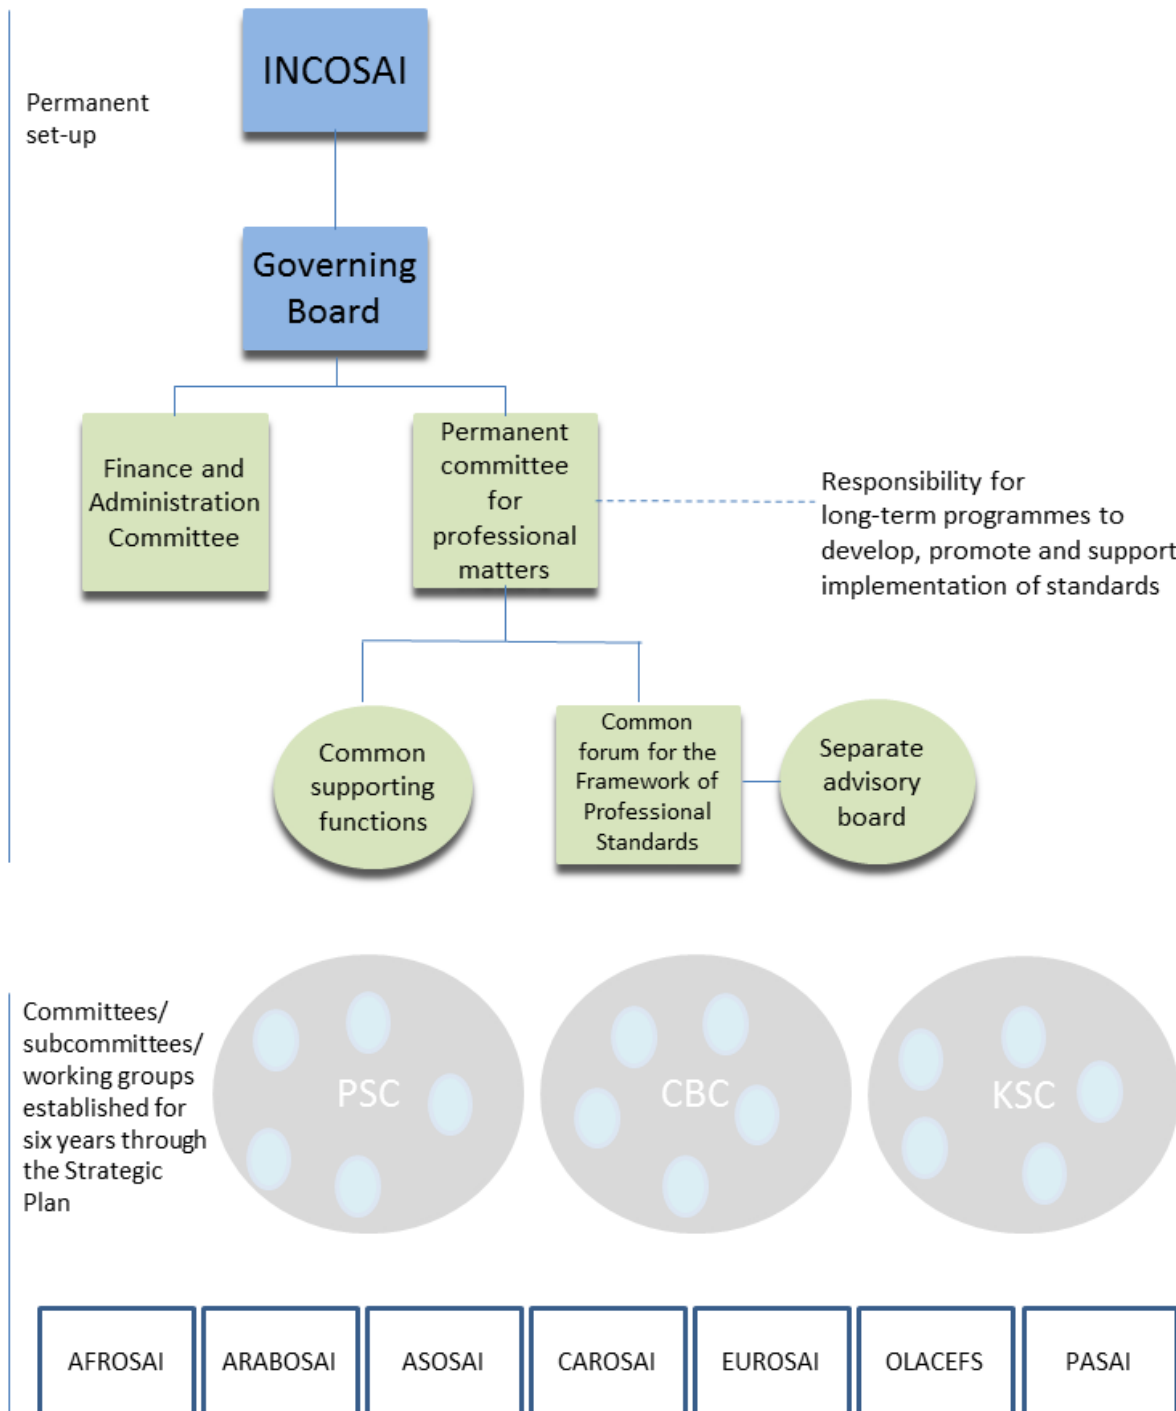 INCOSAI
Permanent
set-up
Governing
Board
Finance and
Administration
Committee
Permanent
committee
for
professional
matters
Responsibility for
long-term programmes to
develop, promote and support
implementation of standards
Common
supporting
functions
Common
forum for the
Framework of
Professional
Standards
Separate
advisory
board
Committees/
subcommittees/
working groups
established for
six years through
the Strategic
Plan
PSC
CBC
KSC
AFROSAI
ARABOSAI
ASOSAI
CAROSAI
EUROSAI
OLACEFS
PASAI